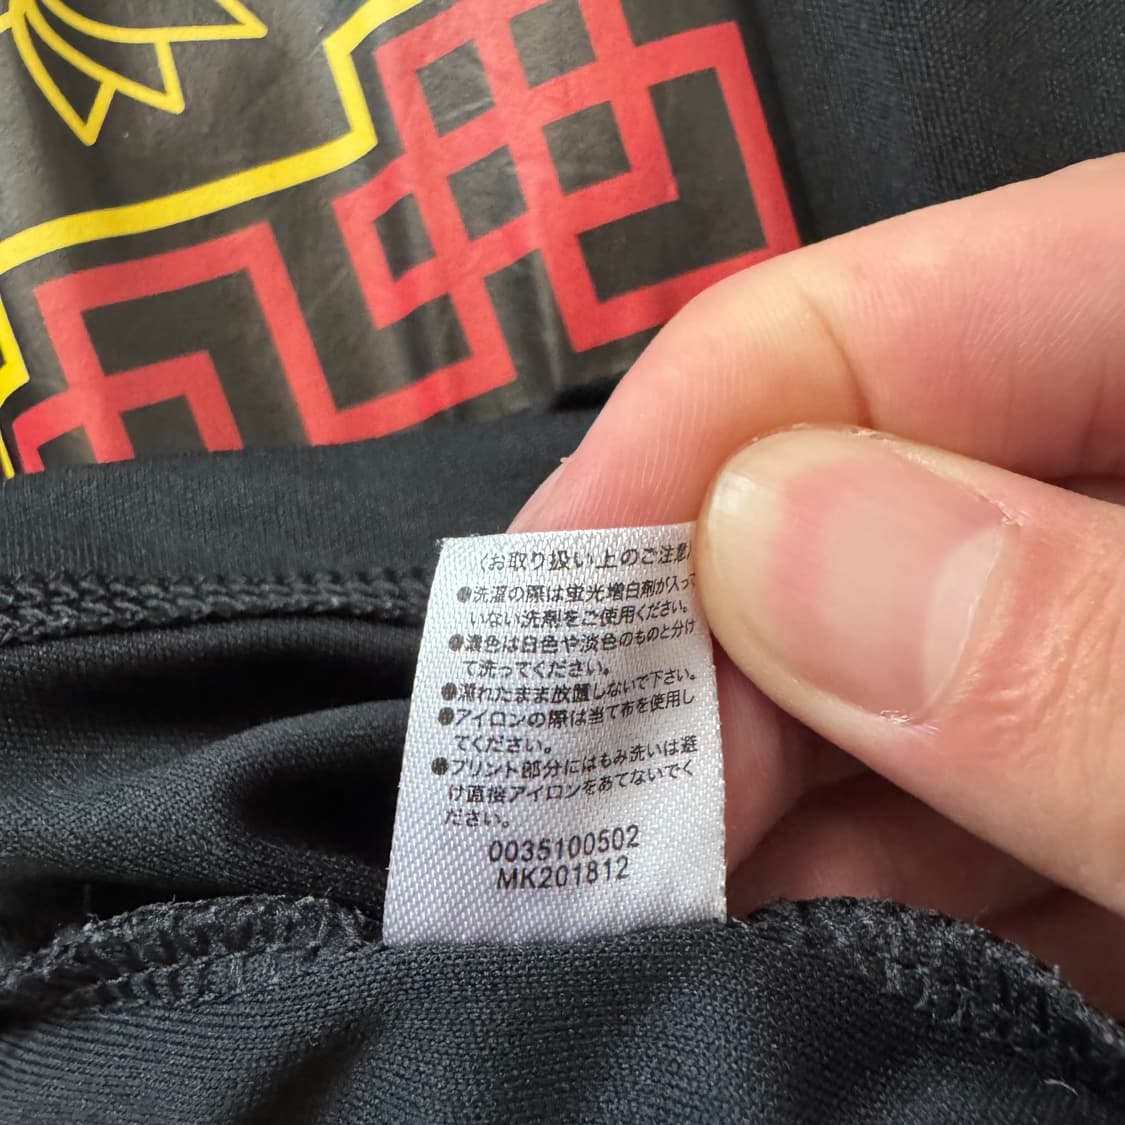 〈お取り扱い上のご注意〉
●洗濯の際は蛍光増白剤が入って
いない洗剤をご使用ください。
●濃色は白色や淡色のものと分け
て洗ってください。
●濡れたまま放置しないで下さい。
●アイロンの際は当て布を使用し
てください。
●プリント部分にはもみ洗いは避
け直接アイロンをあてないでく
ださい。
0035100502
MK201812